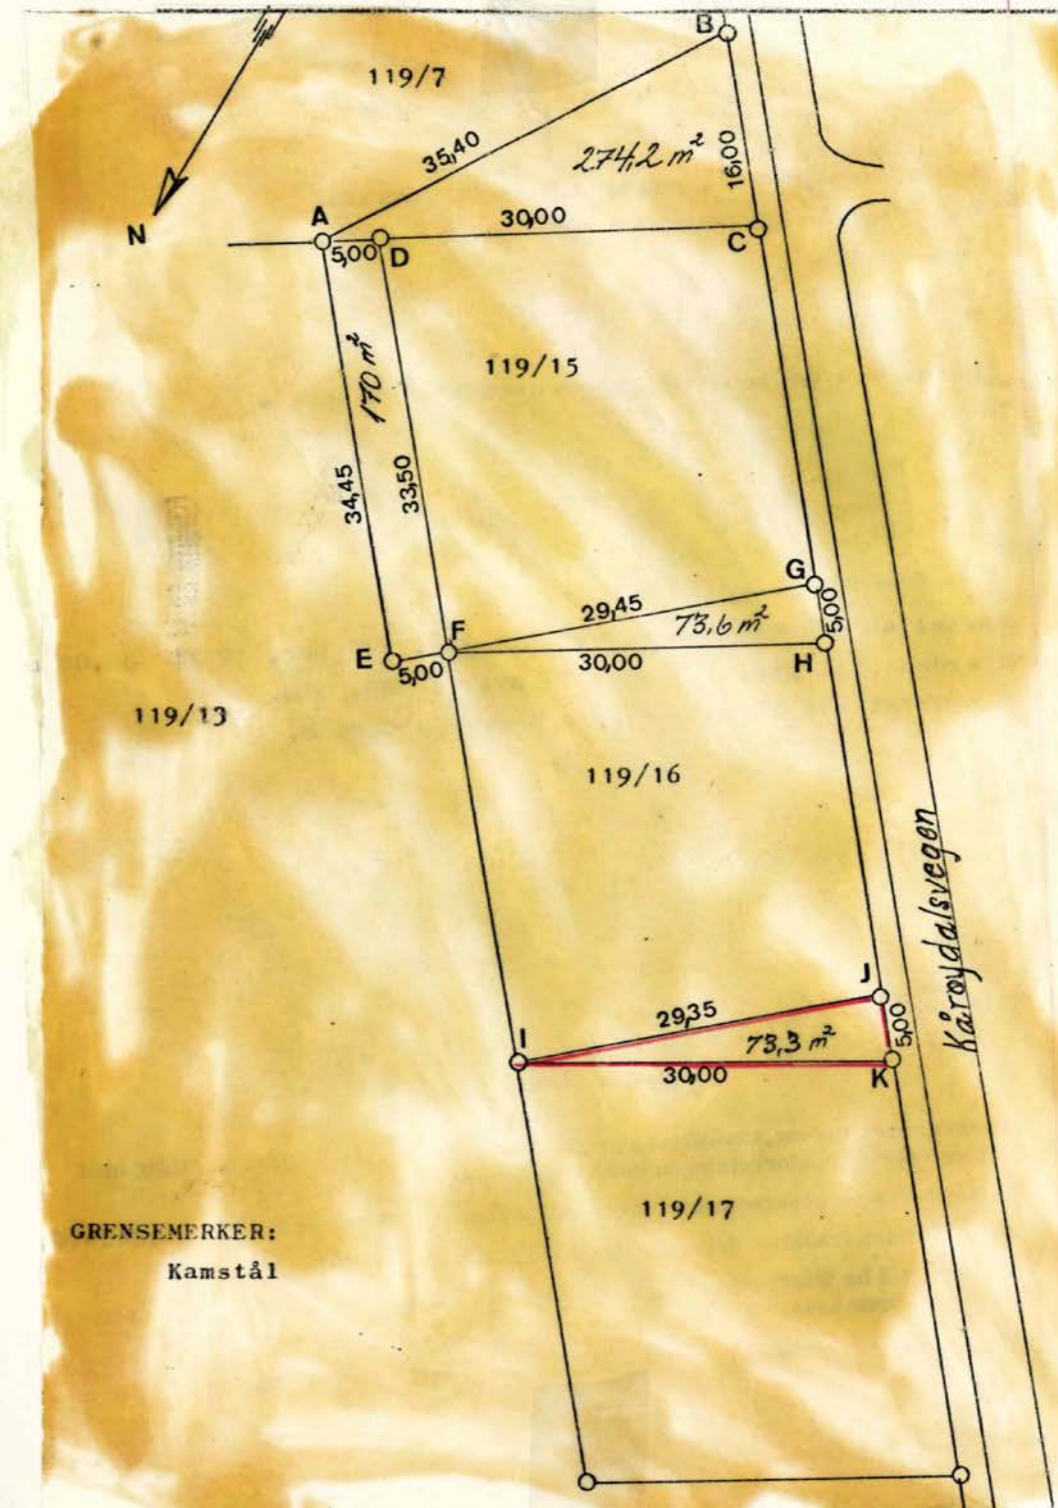 B
119/7
35,40
274,2 m²
16,00
N
A
30,00
5,00
D
C
170 m²
119/15
34,45
33,50
G
29,45
73,6 m²
5,00
F
E
5,00
30,00
H
119/13
119/16
Kårøydalsvegen
J
29,35
73,3 m²
5,00
I
30,00
K
119/17
GRENSEMERKER:
Kamstål